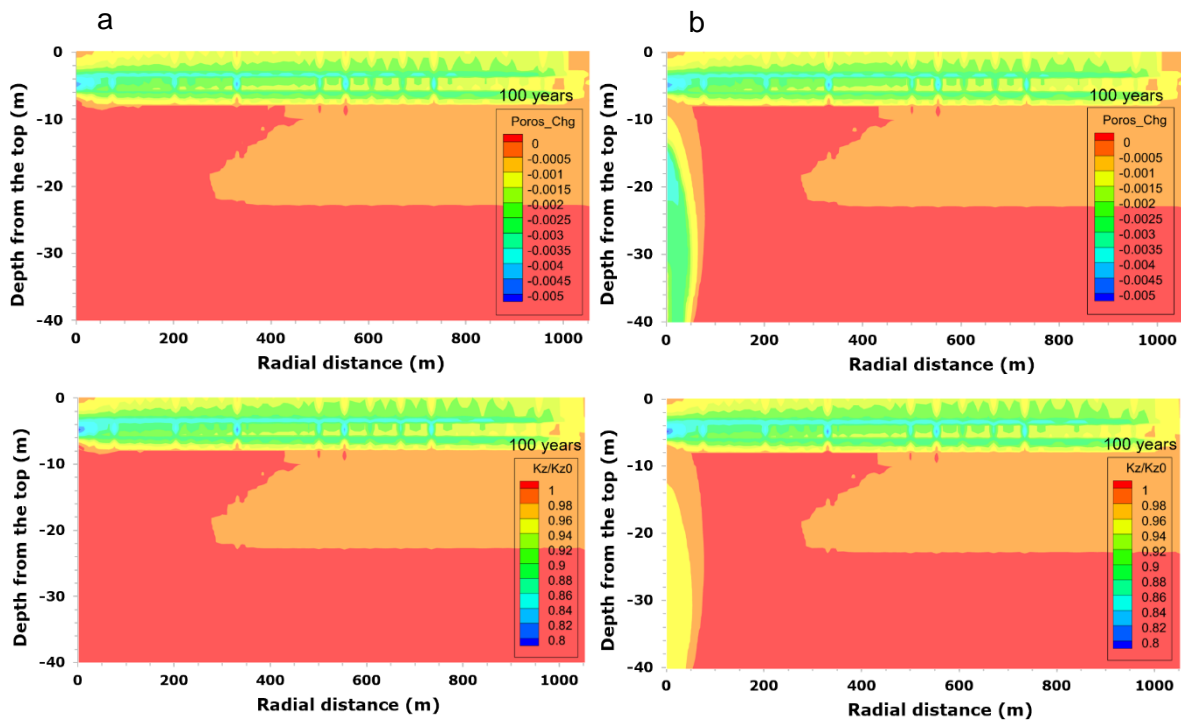 a
b
0
-10
-20
-30
-40
Depth from the top (m)
100 years
Poros_Chg
0
-0.0005
-0.001
-0.0015
-0.002
-0.0025
-0.003
-0.0035
-0.004
-0.0045
-0.005
0 200 400 600 800 1000
Radial distance (m)
0
-10
-20
-30
-40
Depth from the top (m)
100 years
Poros_Chg
0
-0.0005
-0.001
-0.0015
-0.002
-0.0025
-0.003
-0.0035
-0.004
-0.0045
-0.005
0 200 400 600 800 1000
Radial distance (m)
0
-10
-20
-30
-40
Depth from the top (m)
100 years
Kz/Kz0
1
0.98
0.96
0.94
0.92
0.9
0.88
0.86
0.84
0.82
0.8
0 200 400 600 800 1000
Radial distance (m)
0
-10
-20
-30
-40
Depth from the top (m)
100 years
Kz/Kz0
1
0.98
0.96
0.94
0.92
0.9
0.88
0.86
0.84
0.82
0.8
0 200 400 600 800 1000
Radial distance (m)